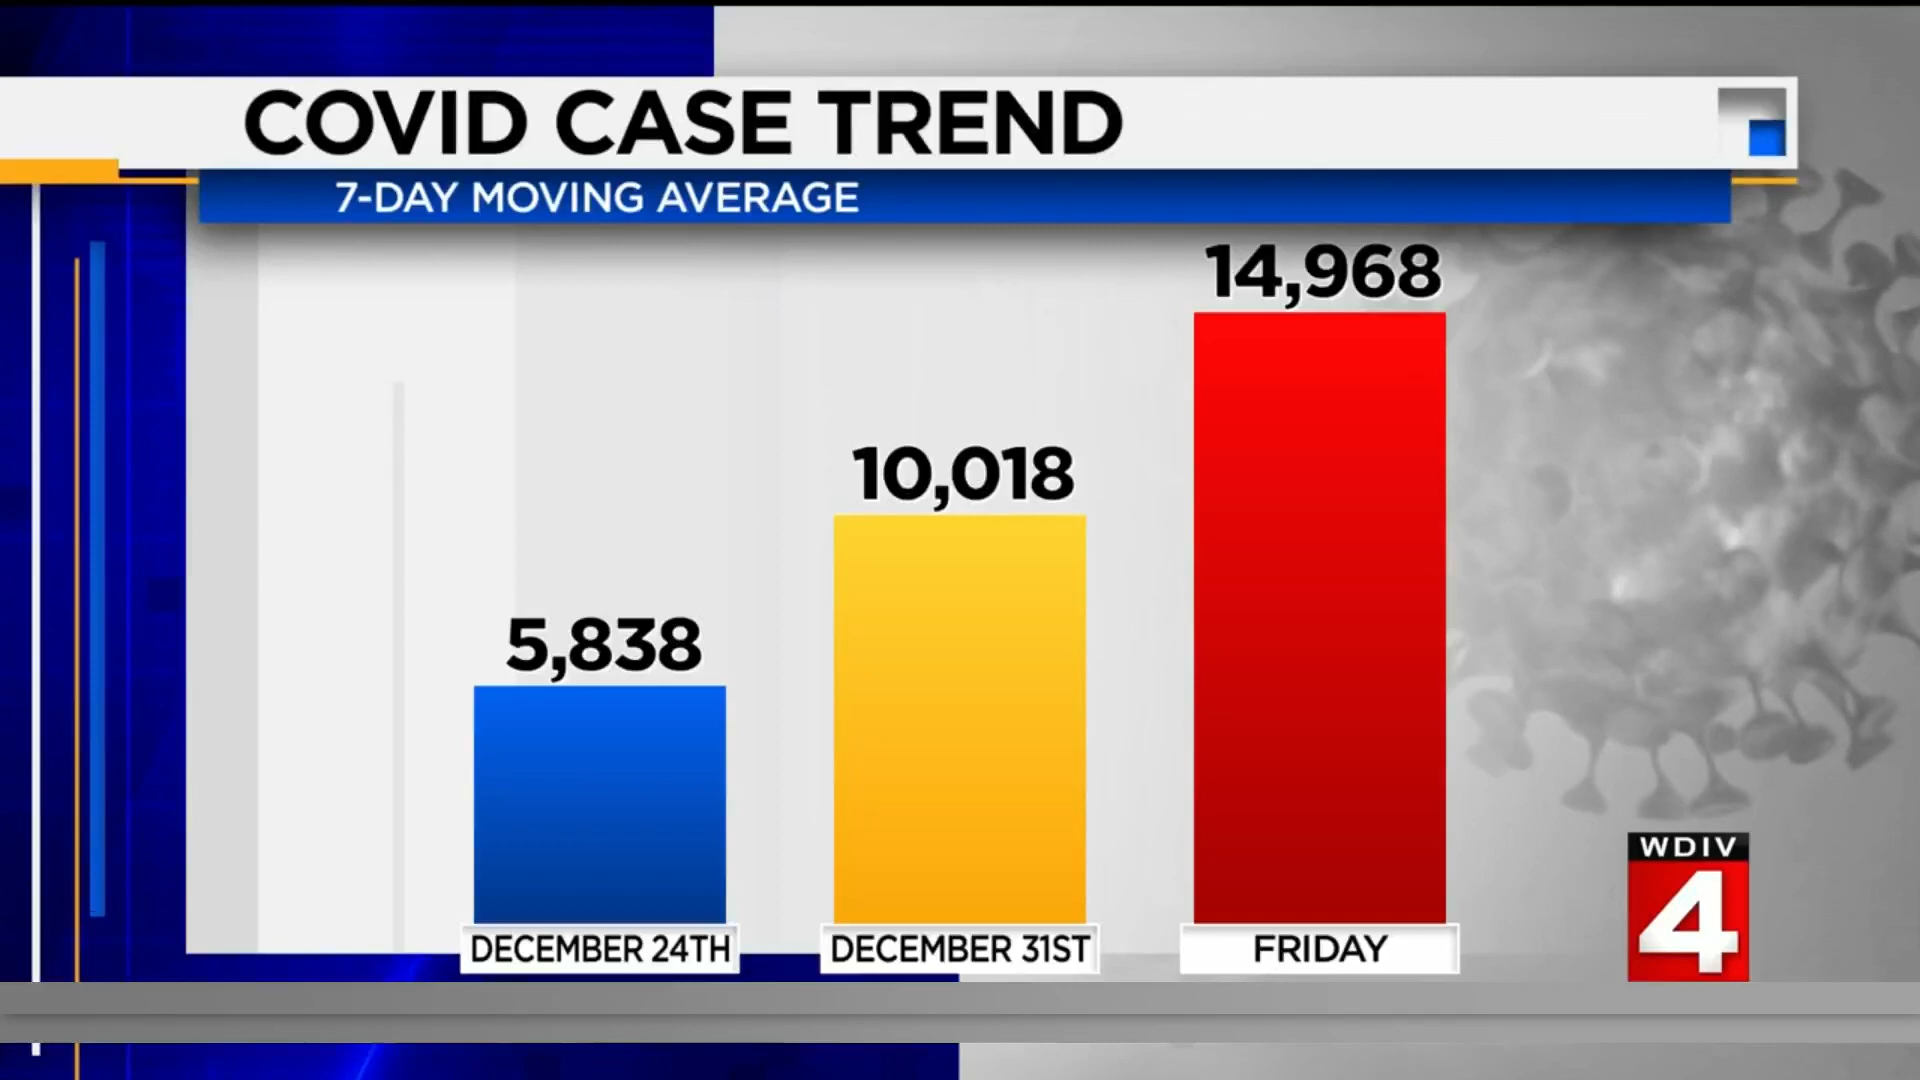 COVID CASE TREND
7-DAY MOVING AVERAGE
14,968
10,018
5,838
DECEMBER 24TH
DECEMBER 31ST
FRIDAY
WDIV
4